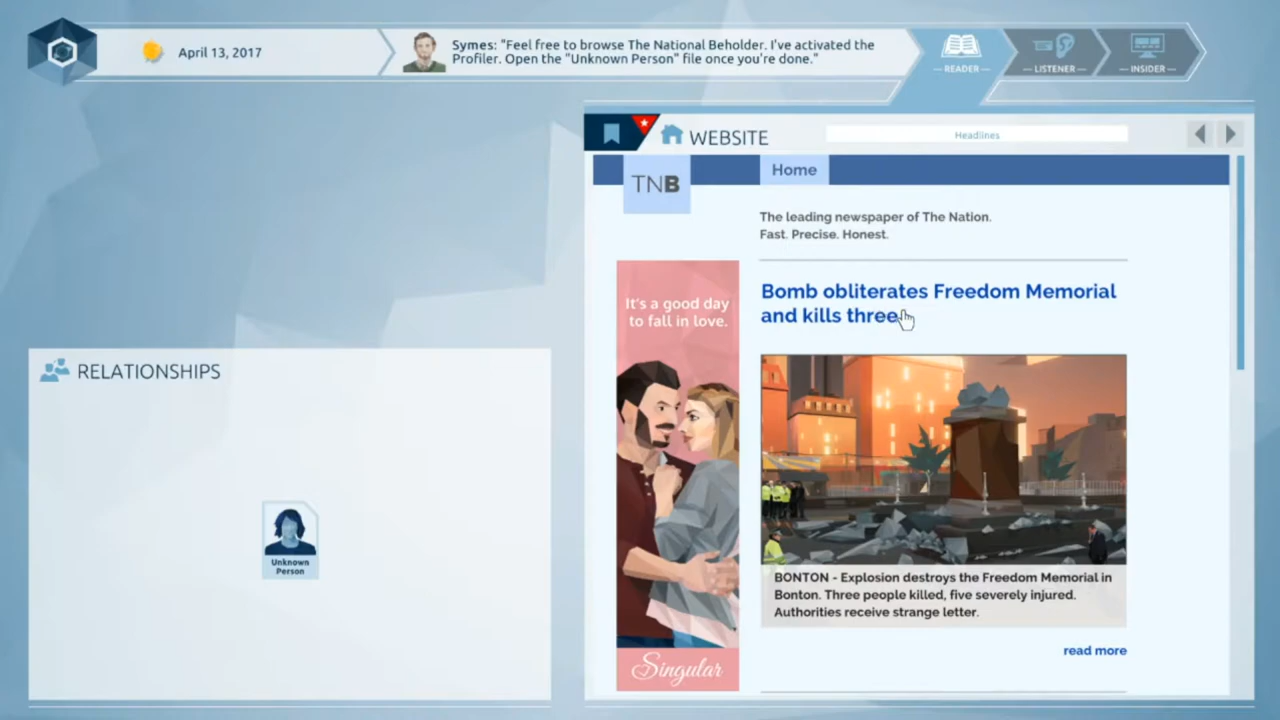 April 13, 2017
Symes: "Feel free to browse The National Beholder. I've activated the
Profiler. Open the "Unknown Person" file once you're done."
READER
LISTENER
INSIDER
WEBSITE
Headlines
TNB
Home
The leading newspaper of The Nation.
Fast. Precise. Honest.
It's a good day
to fall in love.
Singular
Bomb obliterates Freedom Memorial
and kills three
BONTON - Explosion destroys the Freedom Memorial in
Bonton. Three people killed, five severely injured.
Authorities receive strange letter.
read more
RELATIONSHIPS
Unknown
Person